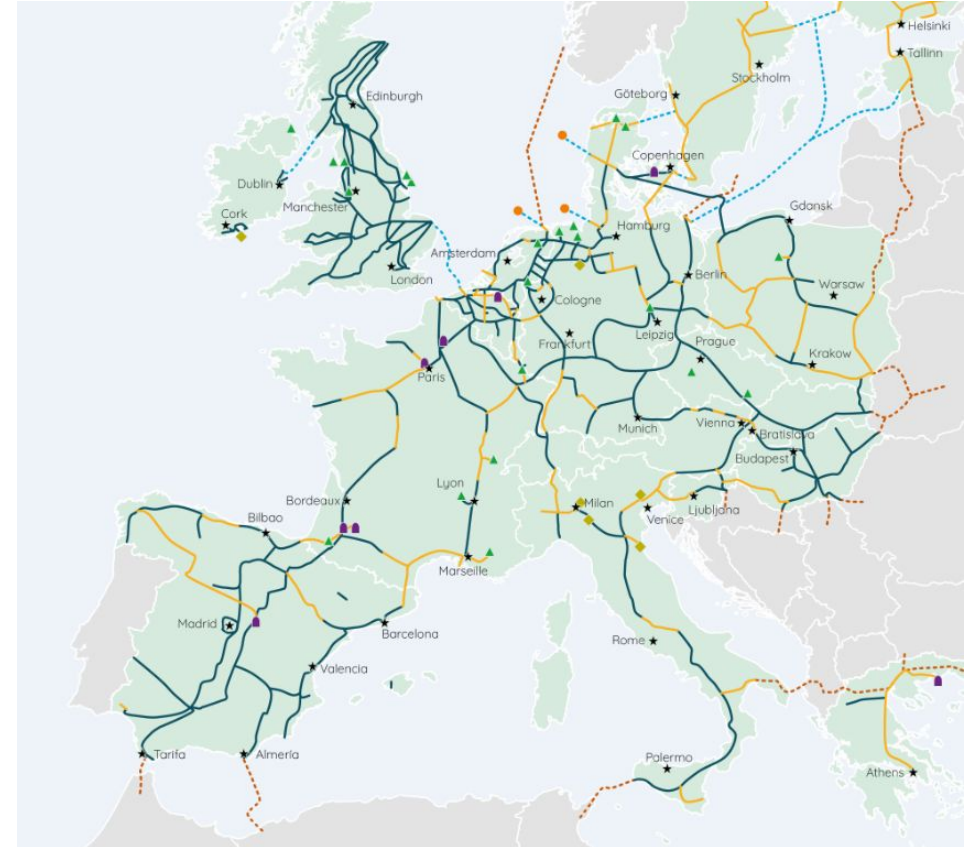 Helsinki
Tallinn
Stockholm
Göteborg
Edinburgh
Copenhagen
Dublin
Manchester
Cork
Gdansk
Hamburg
Amsterdam
London
Berlin
Warsaw
Cologne
Leipzig
Frankfurt
Prague
Krakow
Paris
Munich
Vienna
Bratislava
Budapest
Lyon
Bordeaux
Milan
Venice
Ljubljana
Bilbao
Marseille
Madrid
Barcelona
Rome
Valencia
Tarifa
Almería
Palermo
Athens